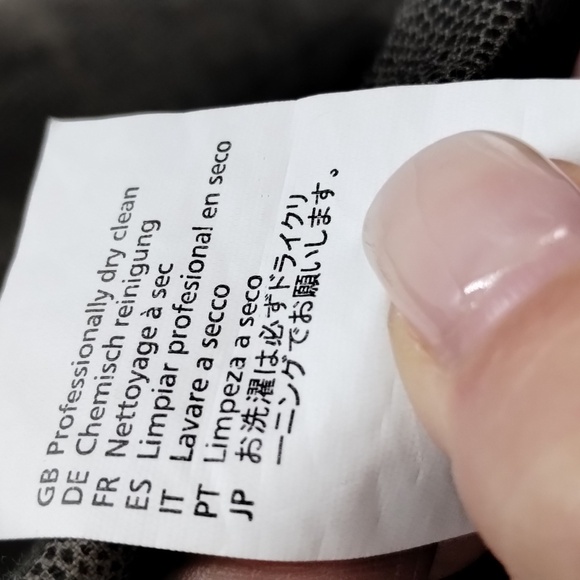 GB Professionally dry clean
DE Chemisch reinigung
FR Nettoyage à sec
ES Limpiar profesional en seco
IT Lavare a secco
PT Limpeza a seco
JP お洗濯は必ずドライクリ
ーニングでお願いします。